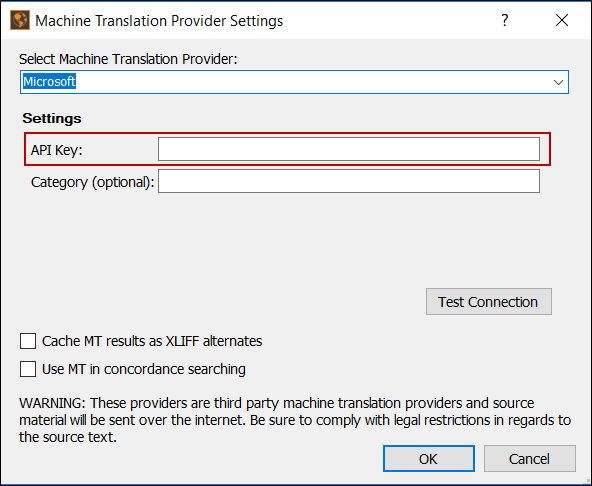 Machine Translation Provider Settings
Select Machine Translation Provider:
Microsoft
Settings
API Key:
Category (optional):
Test Connection
Cache MT results as XLIFF alternates
Use MT in concordance searching
WARNING: These providers are third party machine translation providers and source
material will be sent over the internet. Be sure to comply with legal restrictions in regards to
the source text.
OK
Cancel